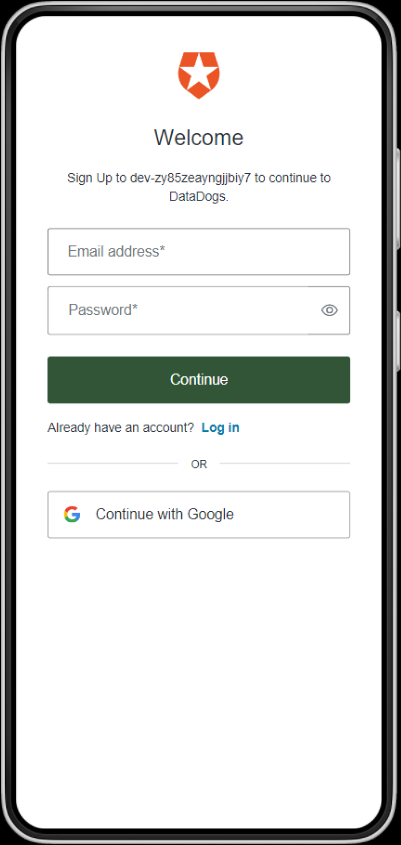 Welcome
Sign Up to dev-zy85zeayngjjbiy7 to continue to
DataDogs.
Email address*
Password*
Continue
Already have an account? Log in
OR
Continue with Google